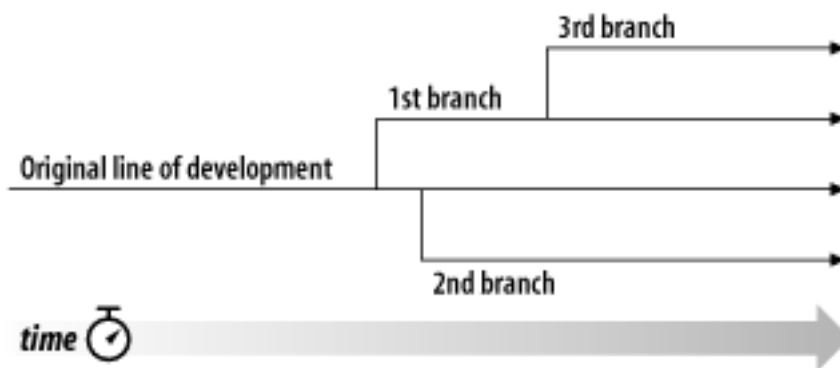 3rd branch
1st branch
Original line of development
2nd branch
time